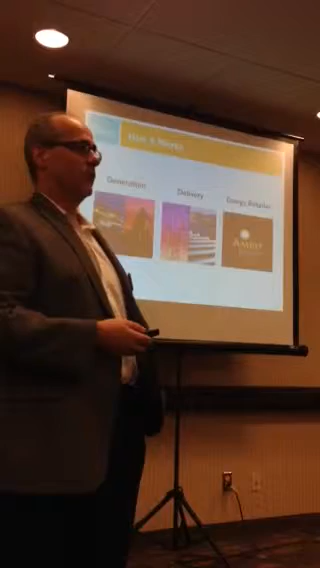 How it Works
Generation
Delivery
Energy Retailer
AMBIT